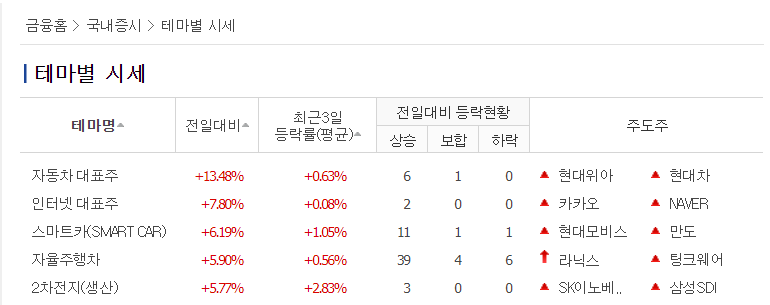 금융홈 > 국내증시 > 테마별 시세
테마별 시세
테마명 전일대비 최근3일 등락률(평균) 전일대비 등락현황 주도주
상승 보합 하락
자동차 대표주 +13.48% +0.63% 6 1 0 현대위아 현대차
인터넷 대표주 +7.80% +0.08% 2 0 0 카카오 NAVER
스마트카(SMART CAR) +6.19% +1.05% 11 1 1 현대모비스 만도
자율주행차 +5.90% +0.56% 39 4 6 라닉스 팅크웨어
2차전지(생산) +5.77% +2.83% 3 0 0 SK이노베.. 삼성SDI